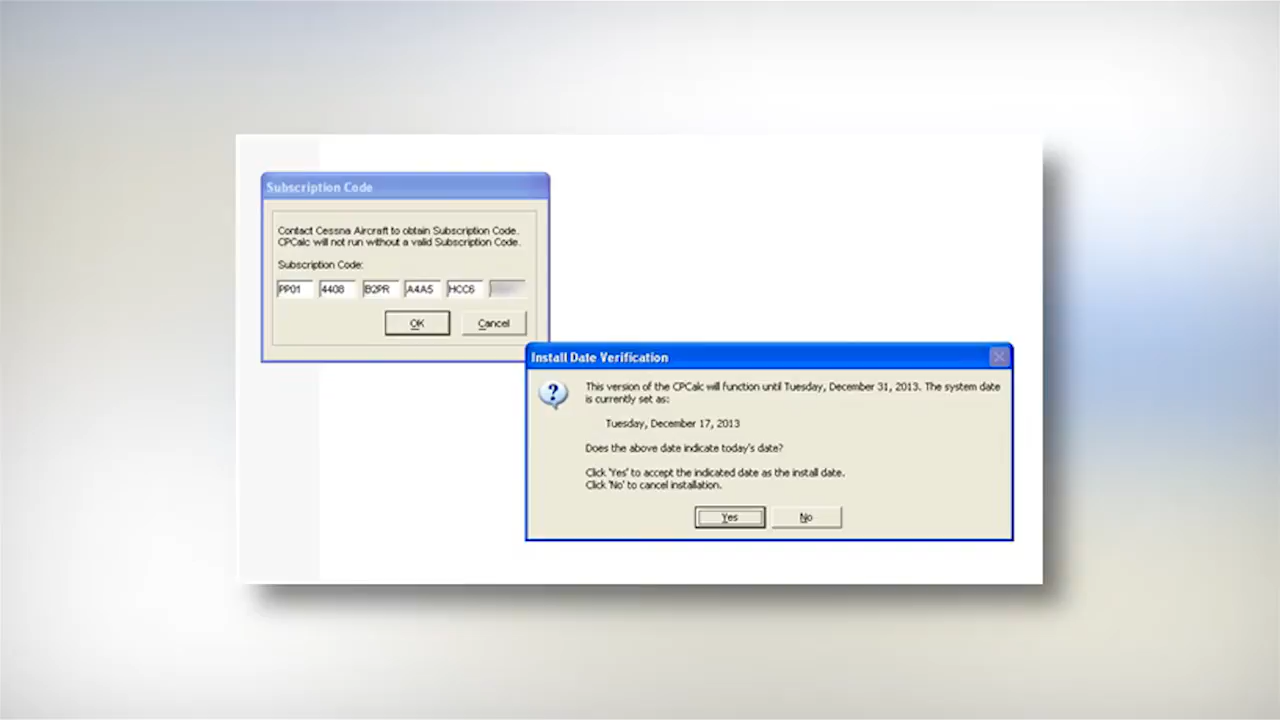 Subscription Code
Contact Cessna Aircraft to obtain Subscription Code.
CPCalc will not run without a valid Subscription Code.
Subscription Code:
PP01 4408 B2PR A4A5 HCC6
OK Cancel
Install Date Verification
This version of the CPCalc will function until Tuesday, December 31, 2013. The system date
is currently set as:
Tuesday, December 17, 2013
Does the above date indicate today's date?
Click 'Yes' to accept the indicated date as the install date.
Click 'No' to cancel installation.
Yes No